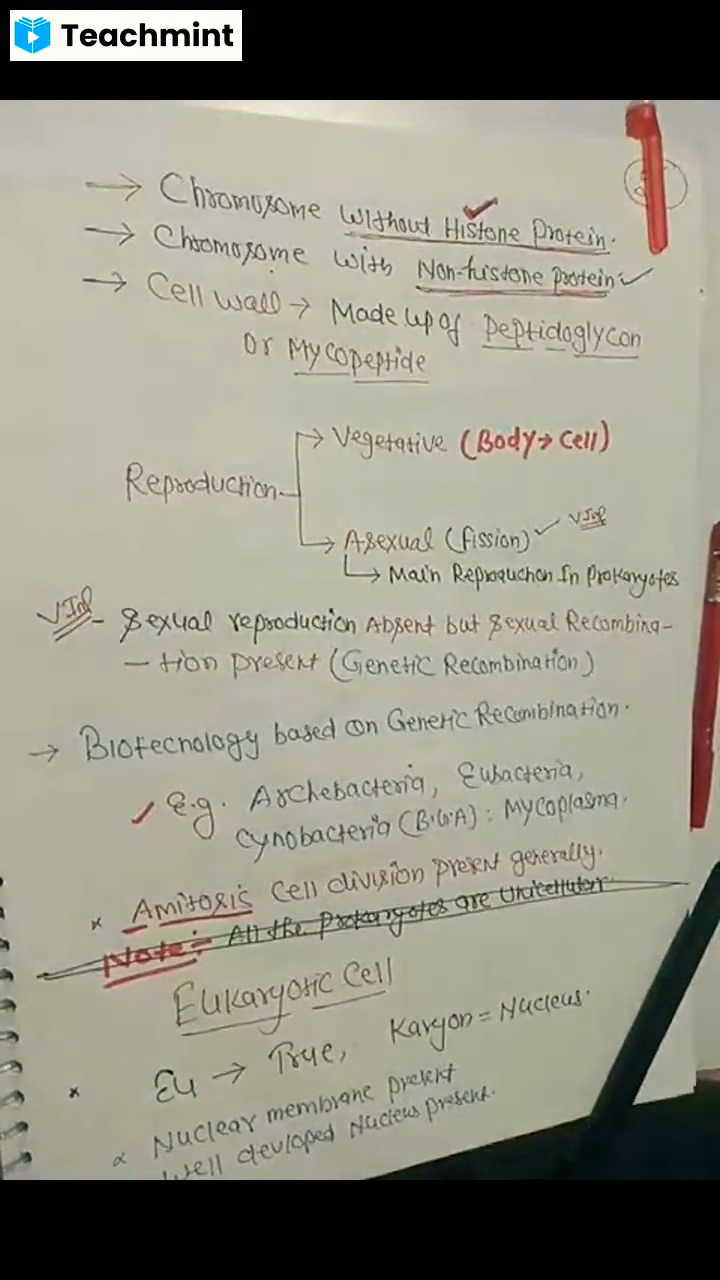 Teachmint
→ Chromosome without Histone Protein.
→ Chromosome with Non-histone protein
→ Cell wall → Made up of peptidoglycon
Or Mycopeptide
→ Vegetative (Body → Cell)
Reproduction
→ Asexual (Fission) ✓ VImp
→ Main Reproduction In Prokaryotes
VImp - Sexual reproduction Absent but Sexual Recombina-
- tion present (Genetic Recombination)
→ Biotecnology based on Genetic Recombination.
✓ E.g. Archebacteria, Eubacteria,
Cynobacteria (B.G.A) : Mycoplasma.
× Amitosis Cell division present generally.
Note:- All the prokaryotes are Unicellular
Eukaryotic Cell
× Eu → True, Karyon = Nucleus.
× Nuclear membrane present
Well devloped Nucleus present.